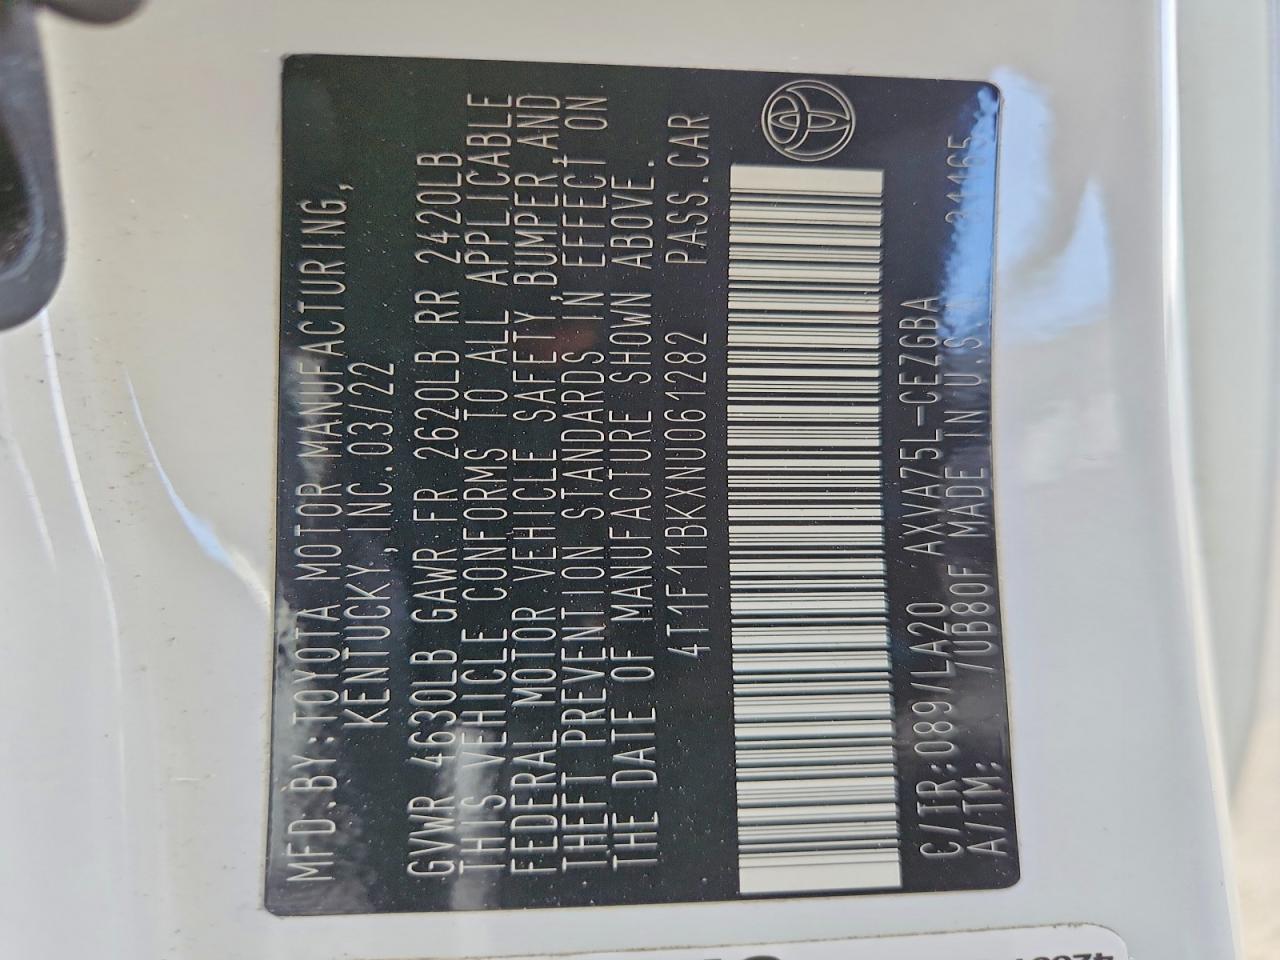 MFD.BY:TOYOTA MOTOR MANUFACTURING,
KENTUCKY,INC.03/22
GVWR 4630LB GAWR FR 2620LB RR 2420LB
THIS VEHICLE CONFORMS TO ALL APPLICABLE
FEDERAL MOTOR VEHICLE SAFETY,BUMPER,AND
THEFT PREVENTION STANDARDS IN EFFECT ON
THE DATE OF MANUFACTURE SHOWN ABOVE.
4T1F11BKXNU061282 PASS.CAR
C/TR:089/LA20 AXVA75L-CEZGBA
A/TM: /UB80F MADE IN U.S.A 34465